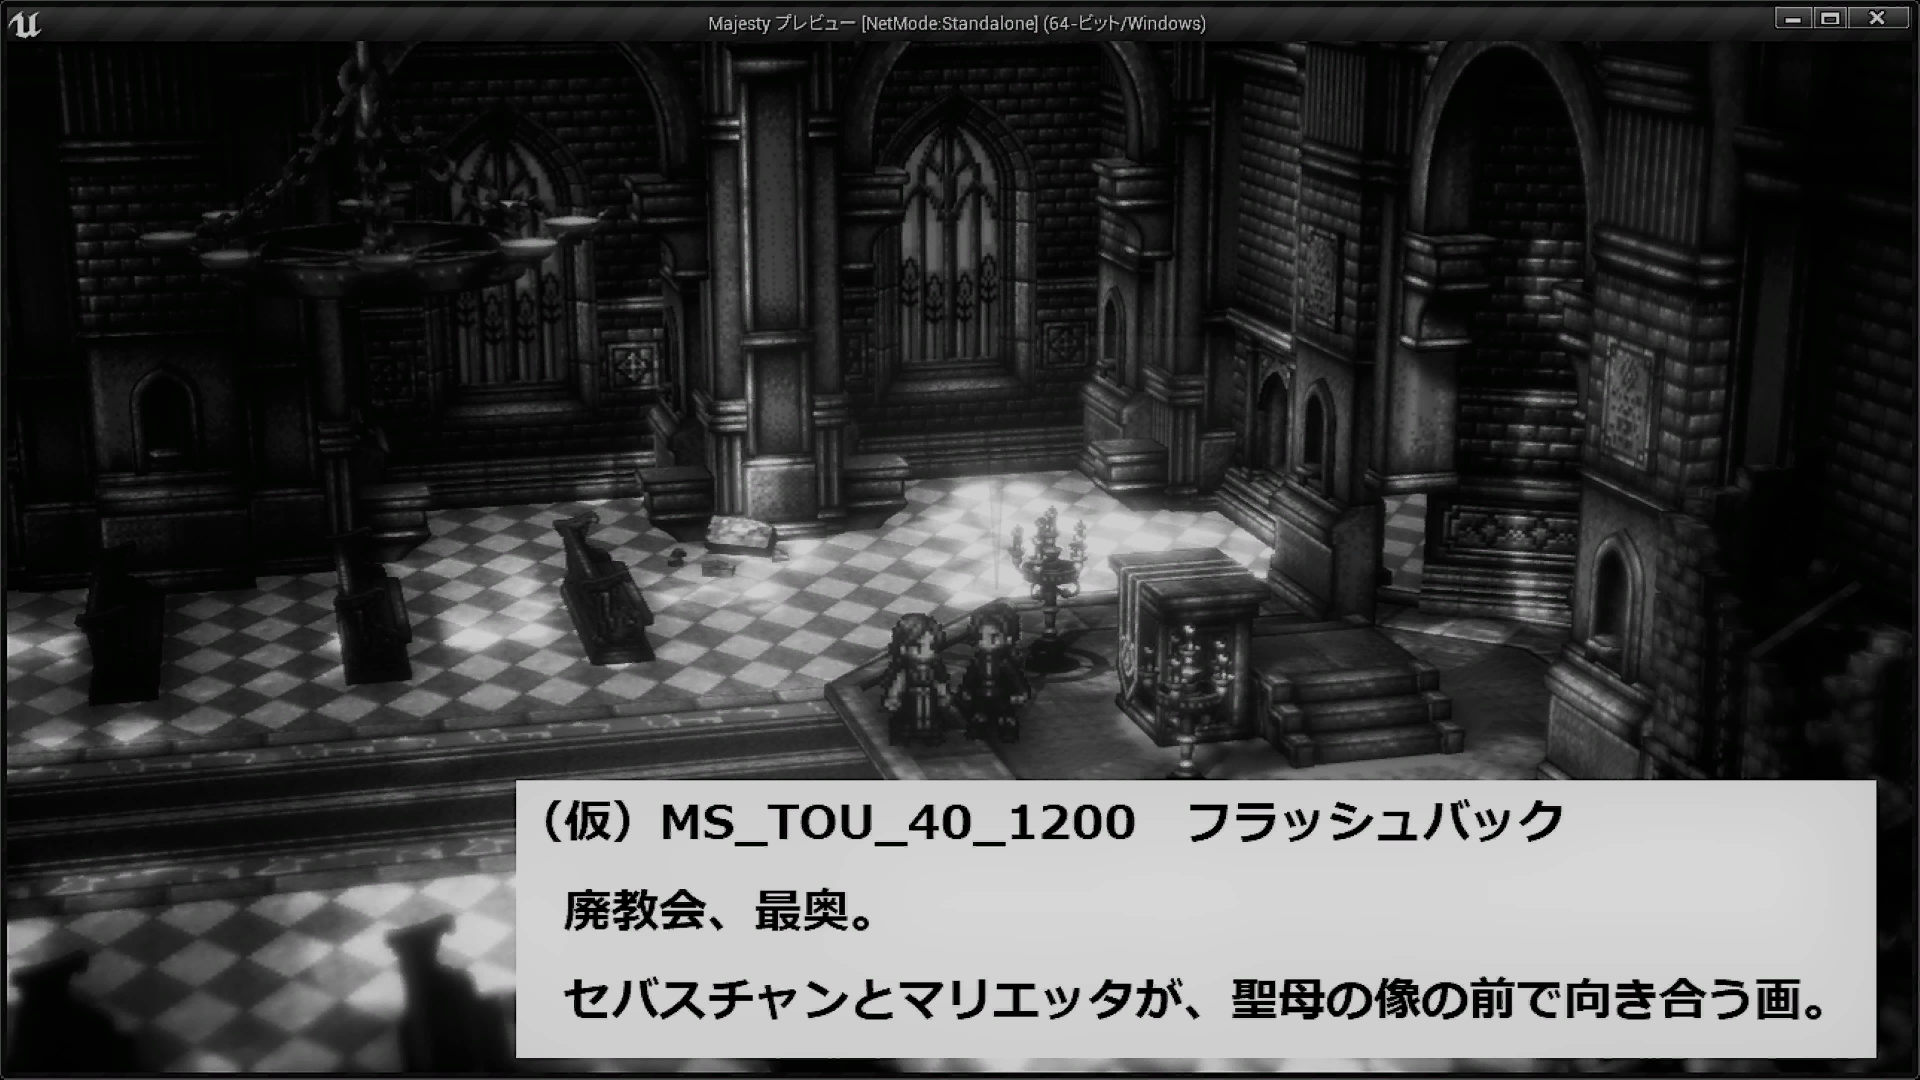 Majesty プレビュー [NetMode:Standalone] (64-ビット/Windows)
（仮）MS_TOU_40_1200　フラッシュバック
廃教会、最奥。
セバスチャンとマリエッタが、聖母の像の前で向き合う画。